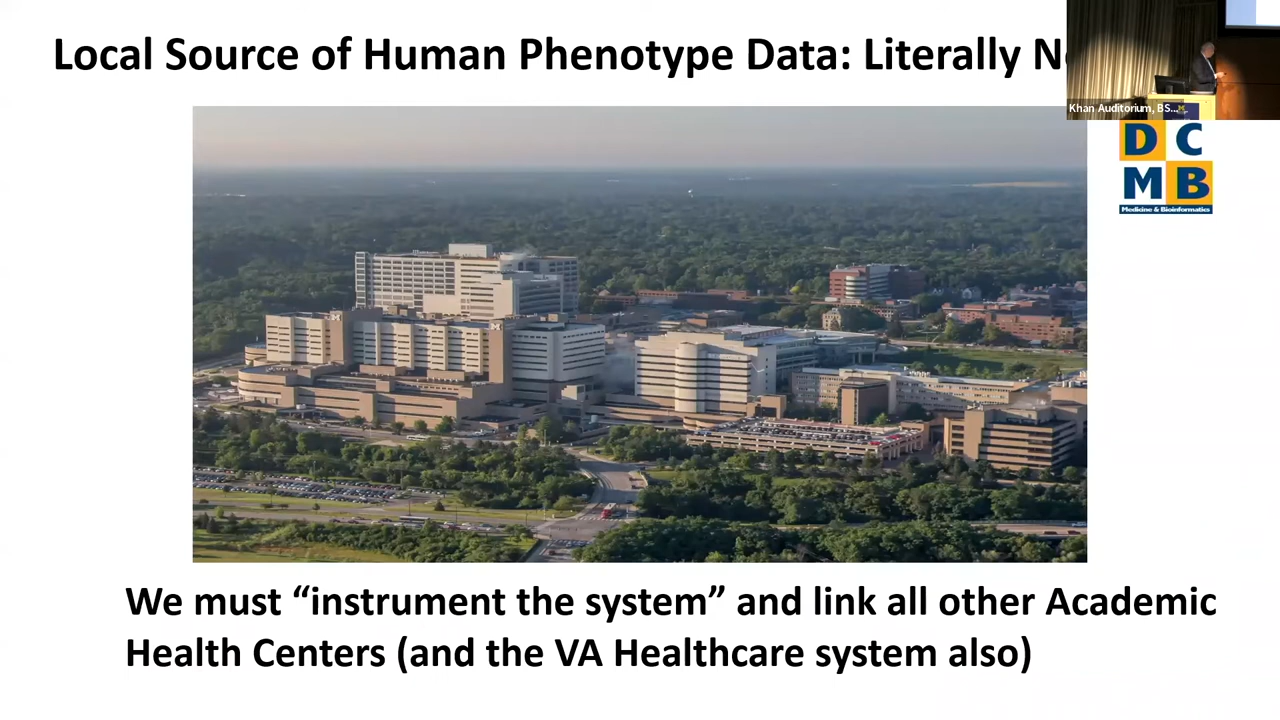 Local Source of Human Phenotype Data: Literally
Khan Auditorium, BS...
D C
M B
Medicine & Bioinformatics
We must “instrument the system” and link all other Academic
Health Centers (and the VA Healthcare system also)